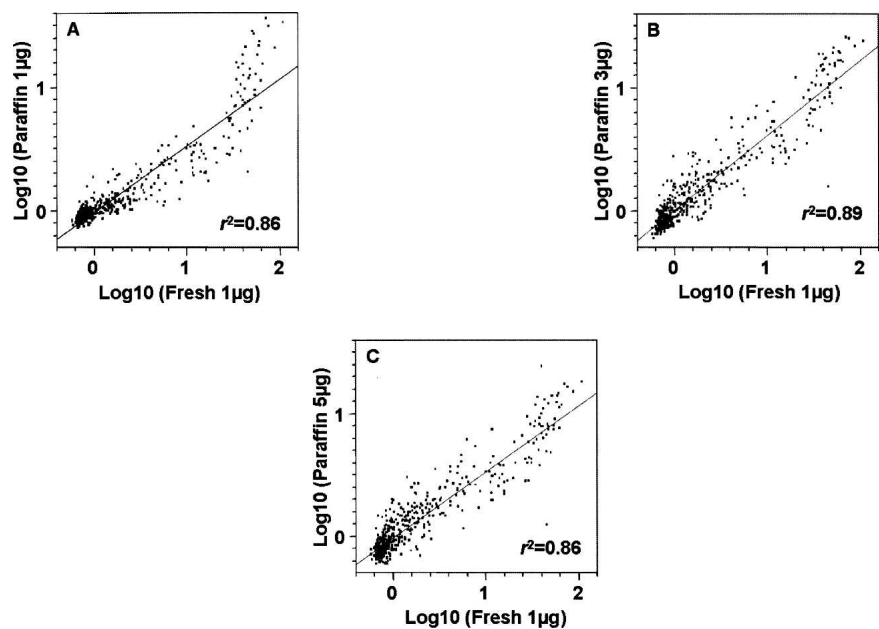 A
Log10 (Paraffin 1µg)
1
0
r²=0.86
0 1 2
Log10 (Fresh 1µg)
B
Log10 (Paraffin 3µg)
1
0
r²=0.89
0 1 2
Log10 (Fresh 1µg)
C
Log10 (Paraffin 5µg)
1
0
r²=0.86
0 1 2
Log10 (Fresh 1µg)